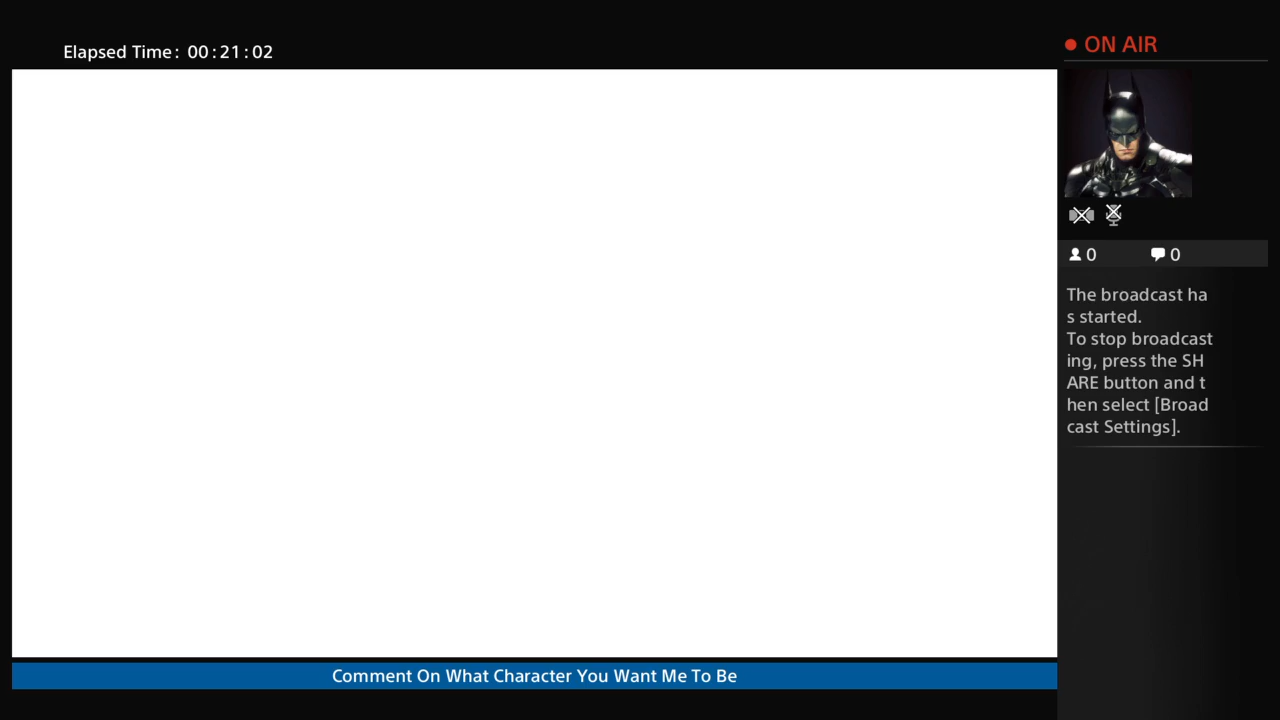 Elapsed Time: 00:21:02
ON AIR
0 0
The broadcast ha
s started.
To stop broadcast
ing, press the SH
ARE button and t
hen select [Broad
cast Settings].
Comment On What Character You Want Me To Be